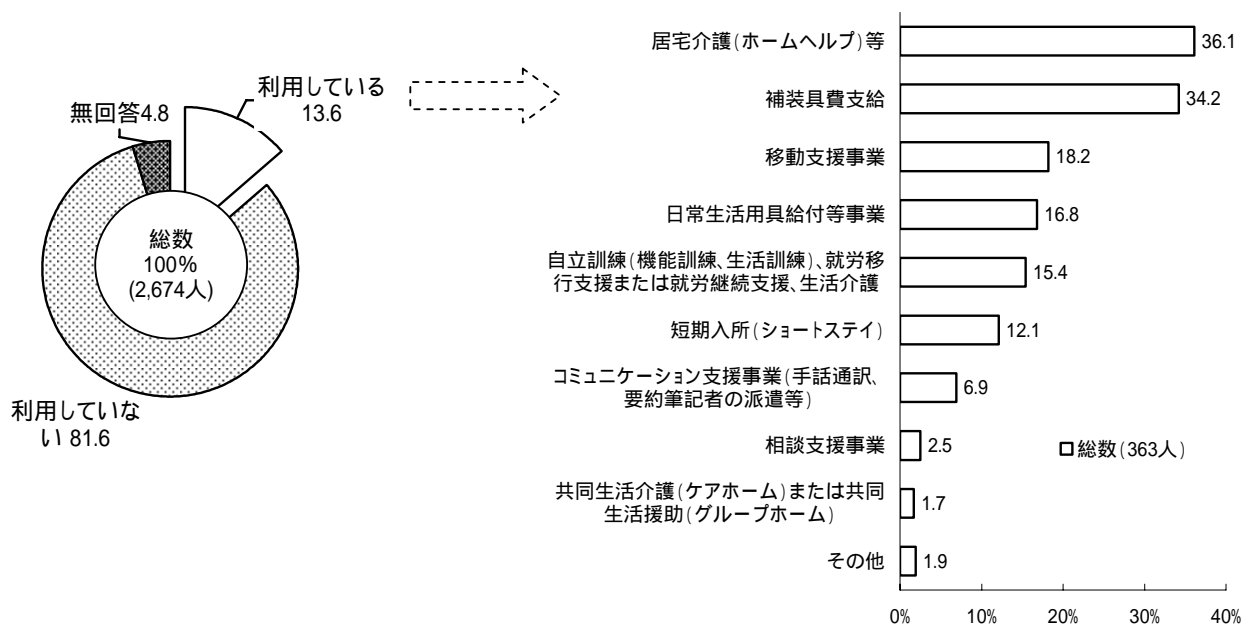 利用している
13.6
無回答4.8
総数
100%
(2,674人)
利用していな
い 81.6
居宅介護(ホームヘルプ)等
36.1
補装具費支給
34.2
移動支援事業
18.2
日常生活用具給付等事業
16.8
自立訓練(機能訓練、生活訓練)、就労移
行支援または就労継続支援、生活介護
15.4
短期入所(ショートステイ)
12.1
コミュニケーション支援事業(手話通訳、
要約筆記者の派遣等)
6.9
相談支援事業
2.5
総数(363人)
共同生活介護(ケアホーム)または共同
生活援助(グループホーム)
1.7
その他
1.9
0% 10% 20% 30% 40%